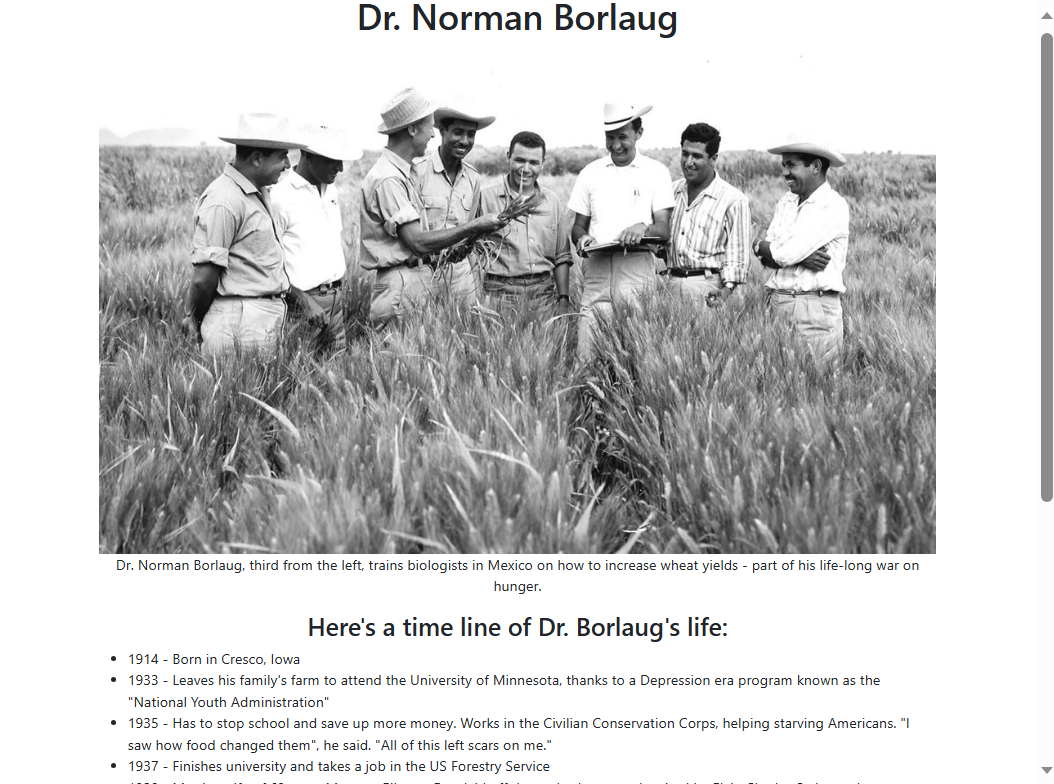 Dr. Norman Borlaug
Dr. Norman Borlaug, third from the left, trains biologists in Mexico on how to increase wheat yields - part of his life-long war on
hunger.
Here's a time line of Dr. Borlaug's life:
1914 - Born in Cresco, Iowa
1933 - Leaves his family's farm to attend the University of Minnesota, thanks to a Depression era program known as the
"National Youth Administration"
1935 - Has to stop school and save up more money. Works in the Civilian Conservation Corps, helping starving Americans. "I
saw how food changed them", he said. "All of this left scars on me."
1937 - Finishes university and takes a job in the US Forestry Service